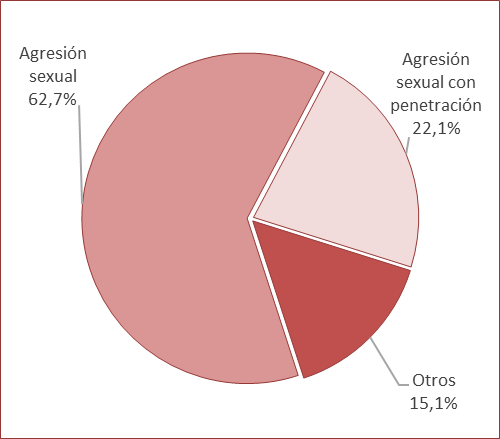 Agresión
sexual
62,7%
Agresión
sexual con
penetración
22,1%
Otros
15,1%